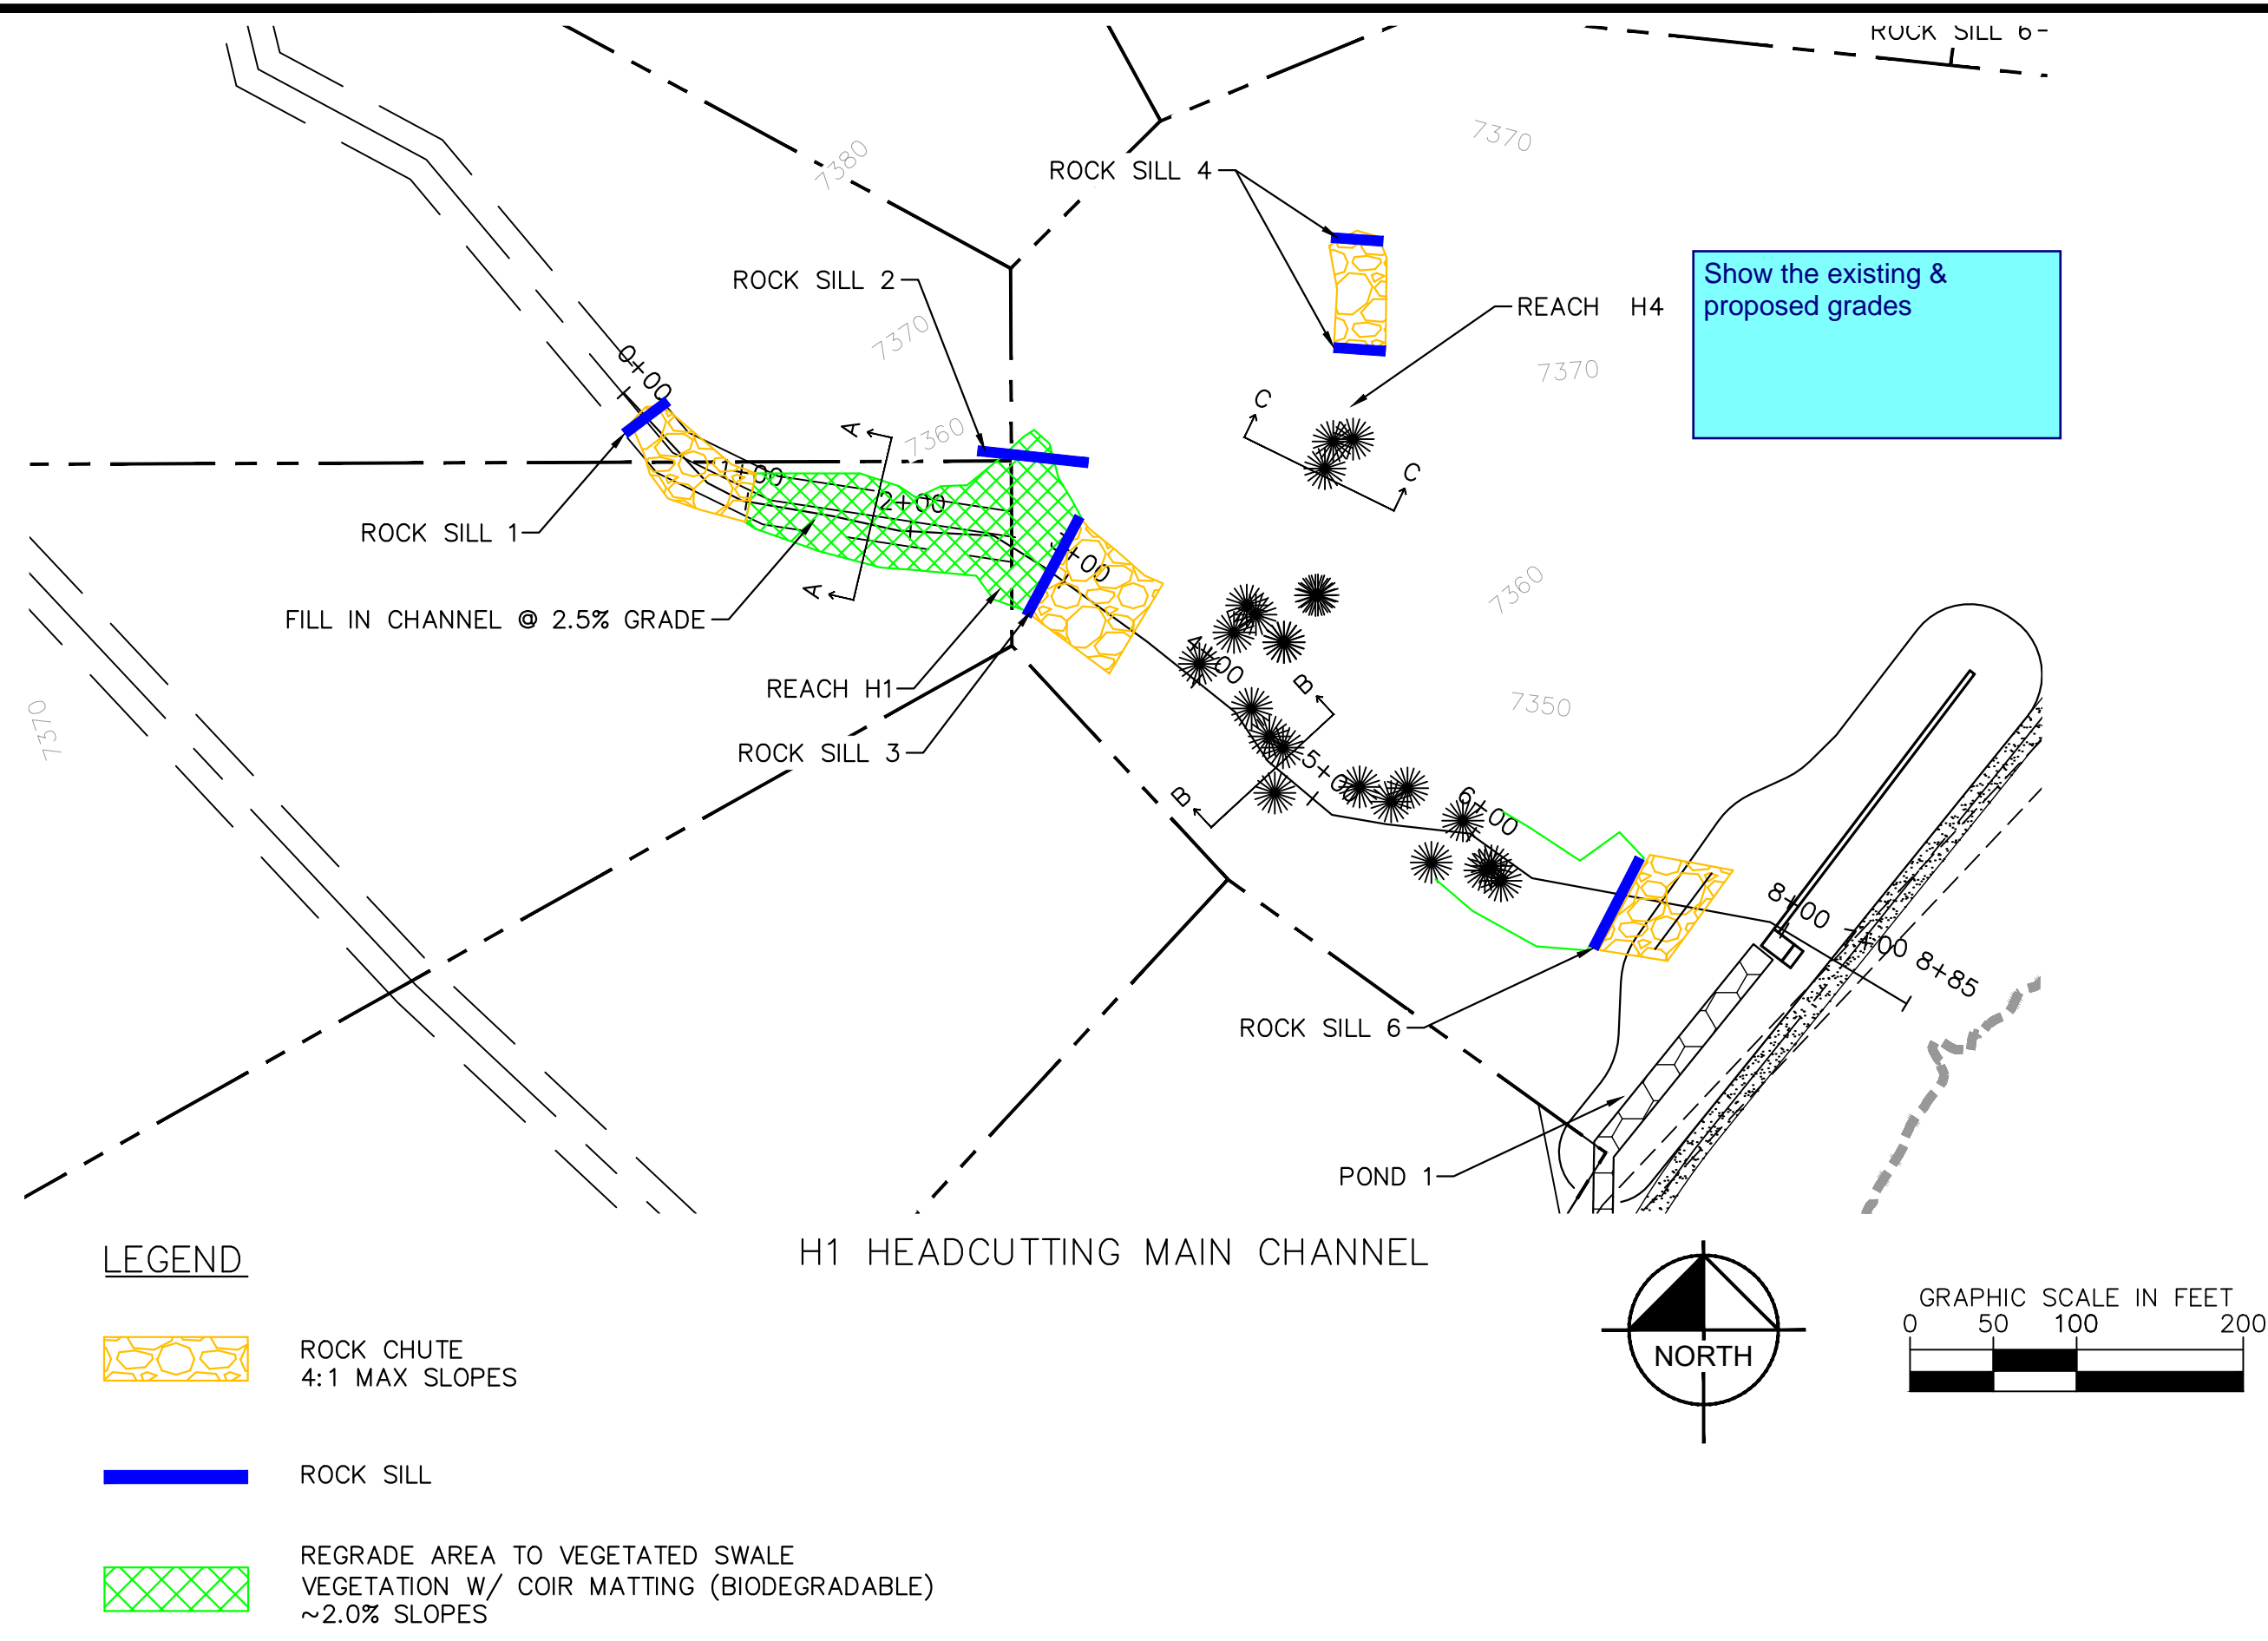 ROCK SILL 6
7380
7370
ROCK SILL 4
ROCK SILL 2
REACH H4
Show the existing &
proposed grades
7370
7370
0+00
C
A
7360
C
1+00
2+00
ROCK SILL 1
3+00
7360
A
FILL IN CHANNEL @ 2.5% GRADE
4+00
REACH H1
B
7350
7370
ROCK SILL 3
5+00
B
6+00
8+00
7+00
8+85
ROCK SILL 6
POND 1
H1 HEADCUTTING MAIN CHANNEL
LEGEND
ROCK CHUTE
4:1 MAX SLOPES
ROCK SILL
REGRADE AREA TO VEGETATED SWALE
VEGETATION W/ COIR MATTING (BIODEGRADABLE)
~2.0% SLOPES
NORTH
GRAPHIC SCALE IN FEET
0 50 100 200